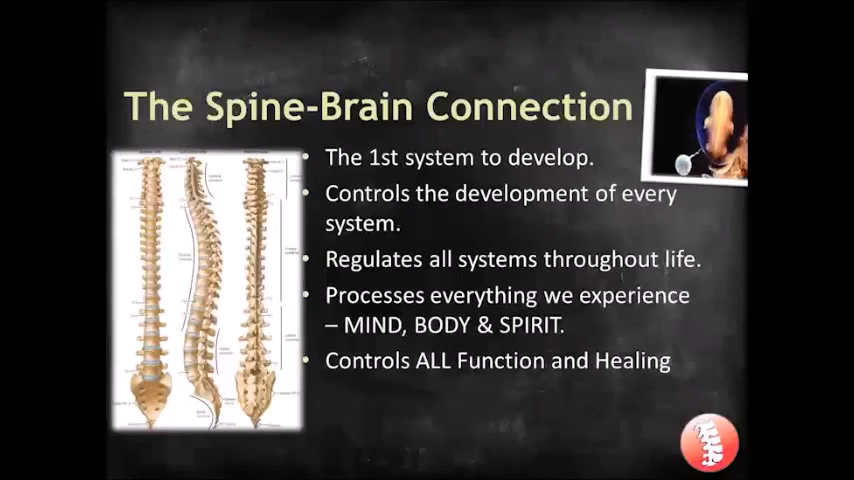 The Spine-Brain Connection
• The 1st system to develop.
• Controls the development of every
system.
• Regulates all systems throughout life.
• Processes everything we experience
– MIND, BODY & SPIRIT.
• Controls ALL Function and Healing